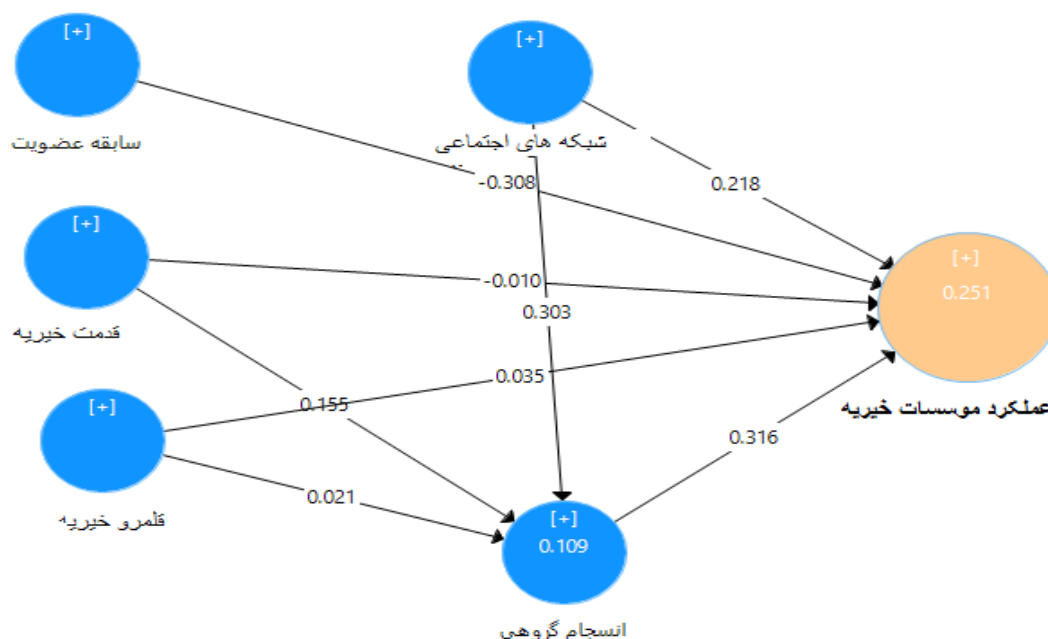 [+]
سابقه عضویت
[+]
شبکه های اجتماعی
-0.308
0.218
[+]
قدمت خیریه
-0.010
0.303
[+]
0.251
عملکرد موسسات خیریه
0.035
0.155
[+]
قلمرو خیریه
0.316
0.021
[+]
0.109
انسجام گروهی